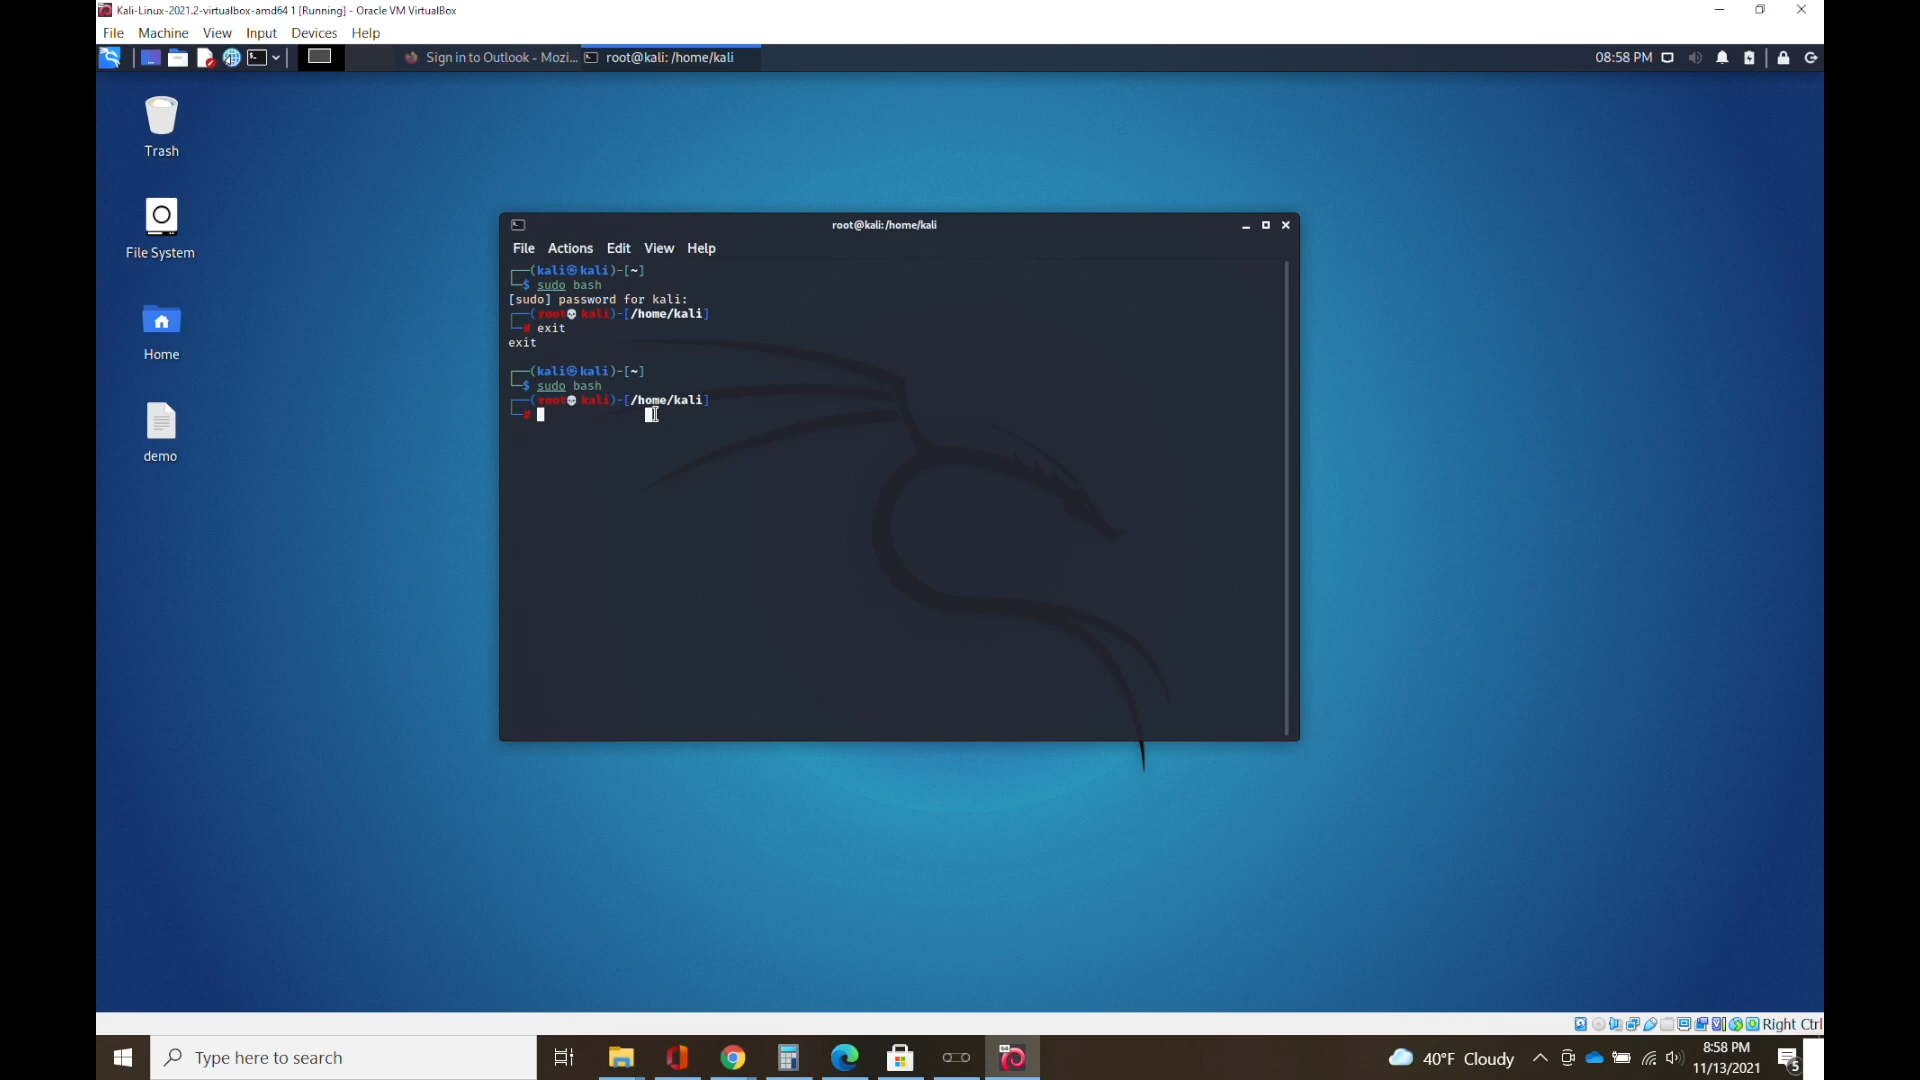 Kali-Linux-2021.2-virtualbox-amd64 1 [Running] - Oracle VM VirtualBox
File Machine View Input Devices Help
Sign in to Outlook - Mozi... root@kali: /home/kali 08:58 PM
Trash
File System
Home
demo
root@kali: /home/kali
File Actions Edit View Help
┌──(kali㉿kali)-[~]
└─$ sudo bash
[sudo] password for kali:
┌──(root💀kali)-[/home/kali]
└─# exit
exit
┌──(kali㉿kali)-[~]
└─$ sudo bash
┌──(root💀kali)-[/home/kali]
└─#
Right Ctrl
Type here to search
40°F Cloudy
8:58 PM
11/13/2021
5